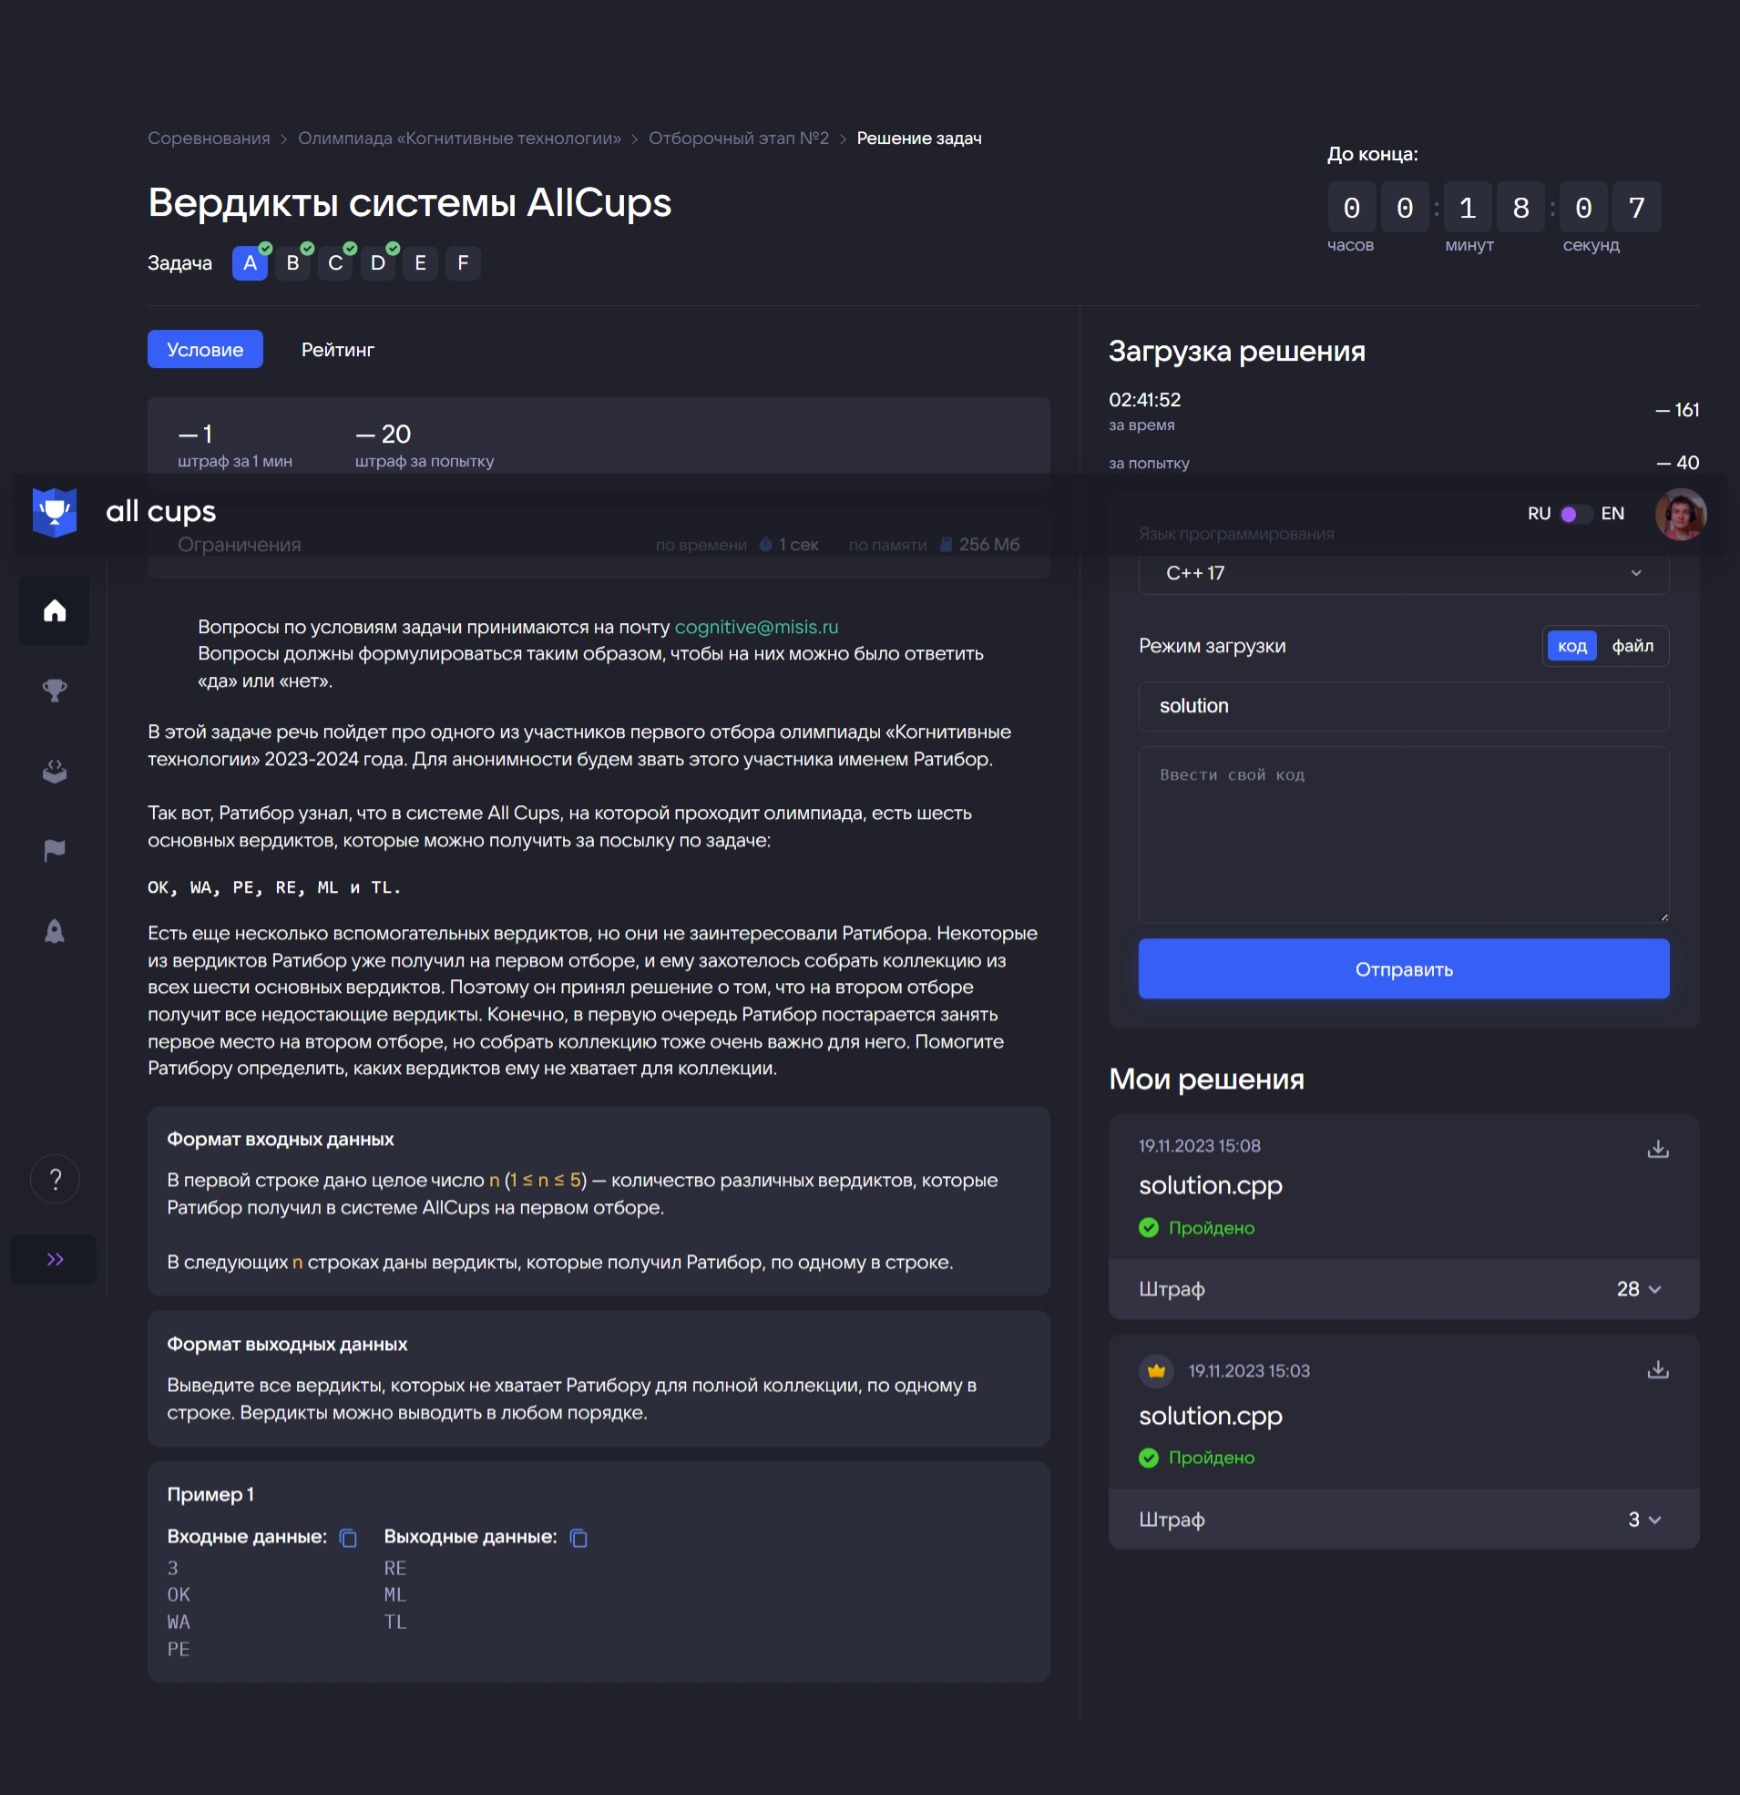 Соревнования > Олимпиада «Когнитивные технологии» > Отборочный этап №2 > Решение задач
До конца:
Вердикты системы AllCups
0 0 : 1 8 : 0 7
часов минут секунд
Задача A B C D E F
Условие Рейтинг
— 1
штраф за 1 мин
— 20
штраф за попытку
all cups
Ограничения по времени 1 сек по памяти 256 Мб
Вопросы по условиям задачи принимаются на почту cognitive@misis.ru
Вопросы должны формулироваться таким образом, чтобы на них можно было ответить
«да» или «нет».
В этой задаче речь пойдет про одного из участников первого отбора олимпиады «Когнитивные
технологии» 2023-2024 года. Для анонимности будем звать этого участника именем Ратибор.
Так вот, Ратибор узнал, что в системе All Cups, на которой проходит олимпиада, есть шесть
основных вердиктов, которые можно получить за посылку по задаче:
OK, WA, PE, RE, ML и TL.
Есть еще несколько вспомогательных вердиктов, но они не заинтересовали Ратибора. Некоторые
из вердиктов Ратибор уже получил на первом отборе, и ему захотелось собрать коллекцию из
всех шести основных вердиктов. Поэтому он принял решение о том, что на втором отборе
получит все недостающие вердикты. Конечно, в первую очередь Ратибор постарается занять
первое место на втором отборе, но собрать коллекцию тоже очень важно для него. Помогите
Ратибору определить, каких вердиктов ему не хватает для коллекции.
Формат входных данных
В первой строке дано целое число n (1 ≤ n ≤ 5) — количество различных вердиктов, которые
Ратибор получил в системе AllCups на первом отборе.
В следующих n строках даны вердикты, которые получил Ратибор, по одному в строке.
Формат выходных данных
Выведите все вердикты, которых не хватает Ратибору для полной коллекции, по одному в
строке. Вердикты можно выводить в любом порядке.
Пример 1
Входные данные: Выходные данные:
3 RE
OK ML
WA TL
PE
?
Загрузка решения
02:41:52
за время
— 161
за попытку — 40
RU EN
Язык программирования
C++ 17
Режим загрузки код файл
solution
Ввести свой код
Отправить
Мои решения
19.11.2023 15:08
solution.cpp
Пройдено
Штраф 28
19.11.2023 15:03
solution.cpp
Пройдено
Штраф 3